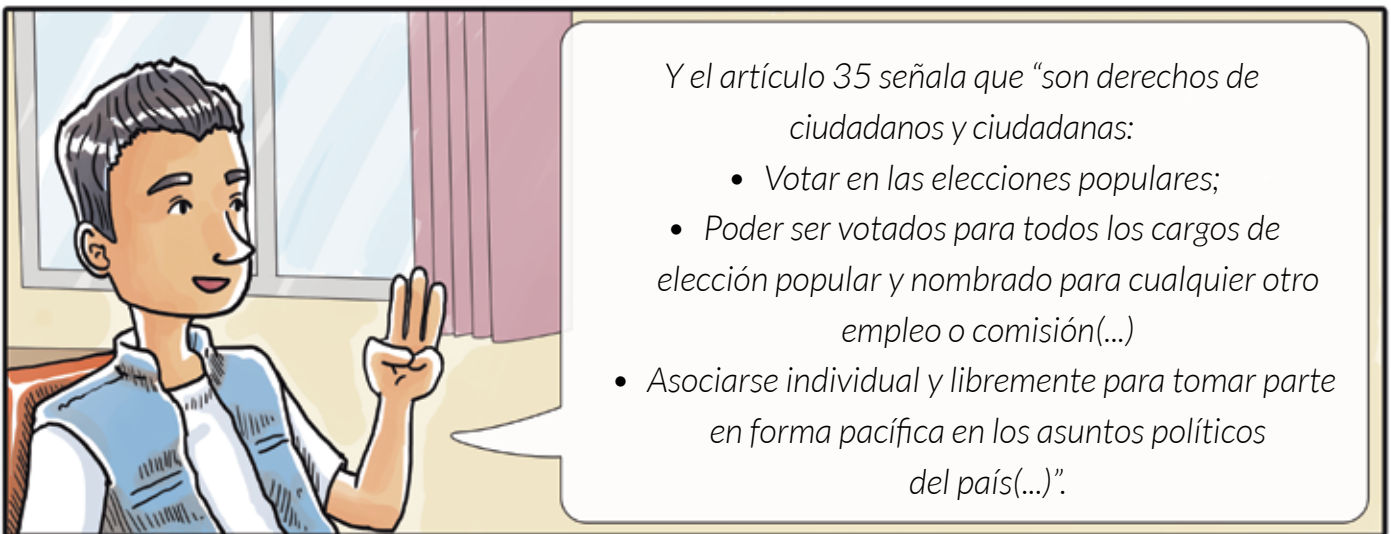 Y el artículo 35 señala que “son derechos de
ciudadanos y ciudadanas:
• Votar en las elecciones populares;
• Poder ser votados para todos los cargos de
elección popular y nombrado para cualquier otro
empleo o comisión(...)
• Asociarse individual y libremente para tomar parte
en forma pacífica en los asuntos políticos
del país(...)”.